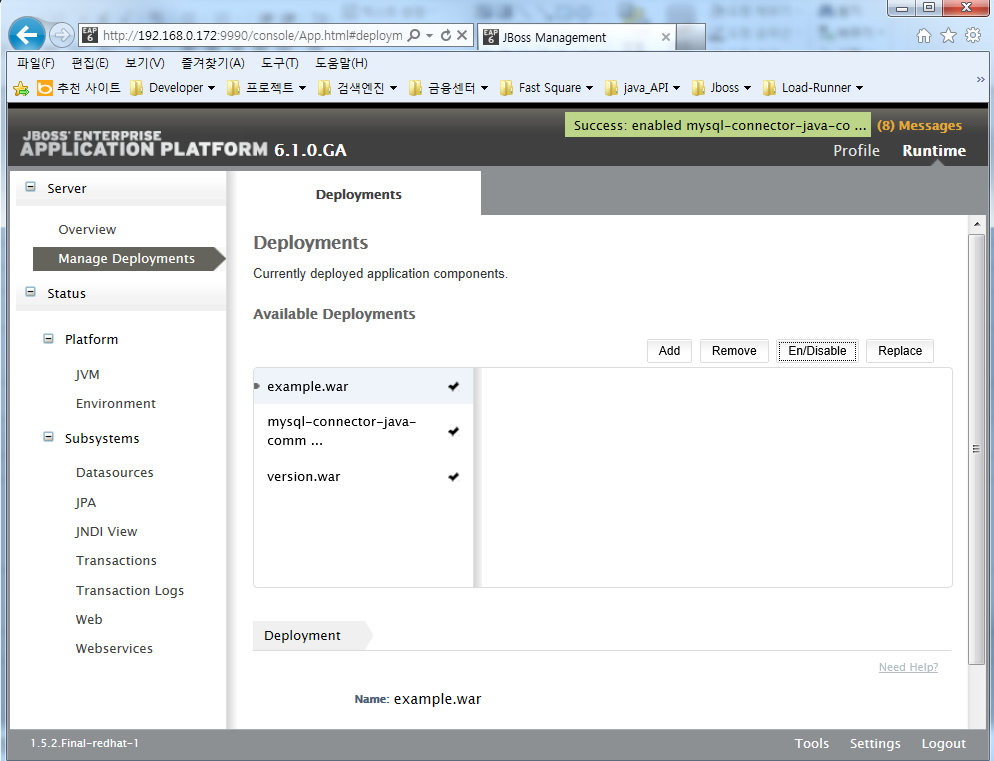 http://192.168.0.172:9990/console/App.html#deploym
JBoss Management
파일(F) 편집(E) 보기(V) 즐겨찾기(A) 도구(T) 도움말(H)
추천 사이트 Developer 프로젝트 검색엔진 금융센터 Fast Square java_API Jboss Load-Runner
Success: enabled mysql-connector-java-co ... (8) Messages
JBOSS® ENTERPRISE
APPLICATION PLATFORM 6.1.0.GA
Profile Runtime
Server
Overview
Manage Deployments
Status
Platform
JVM
Environment
Subsystems
Datasources
JPA
JNDI View
Transactions
Transaction Logs
Web
Webservices
Deployments
Deployments
Currently deployed application components.
Available Deployments
Add Remove En/Disable Replace
example.war
mysql-connector-java-
comm ...
version.war
Deployment
Need Help?
Name: example.war
1.5.2.Final-redhat-1
Tools Settings Logout